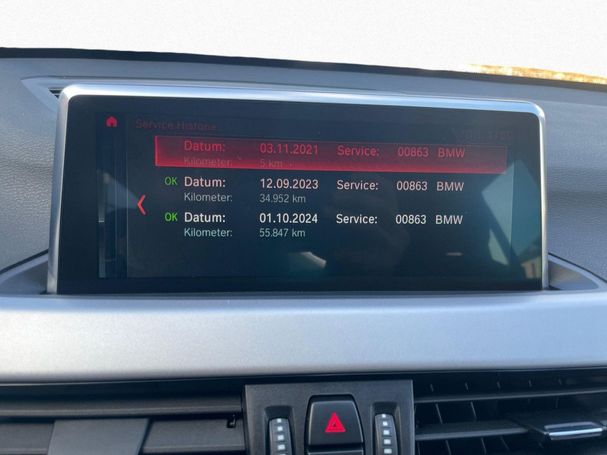 Service Historie
Datum: 03.11.2021 Service: 00863 BMW
Kilometer: 5 km
OK Datum: 12.09.2023 Service: 00863 BMW
Kilometer: 34.952 km
OK Datum: 01.10.2024 Service: 00863 BMW
Kilometer: 55.847 km